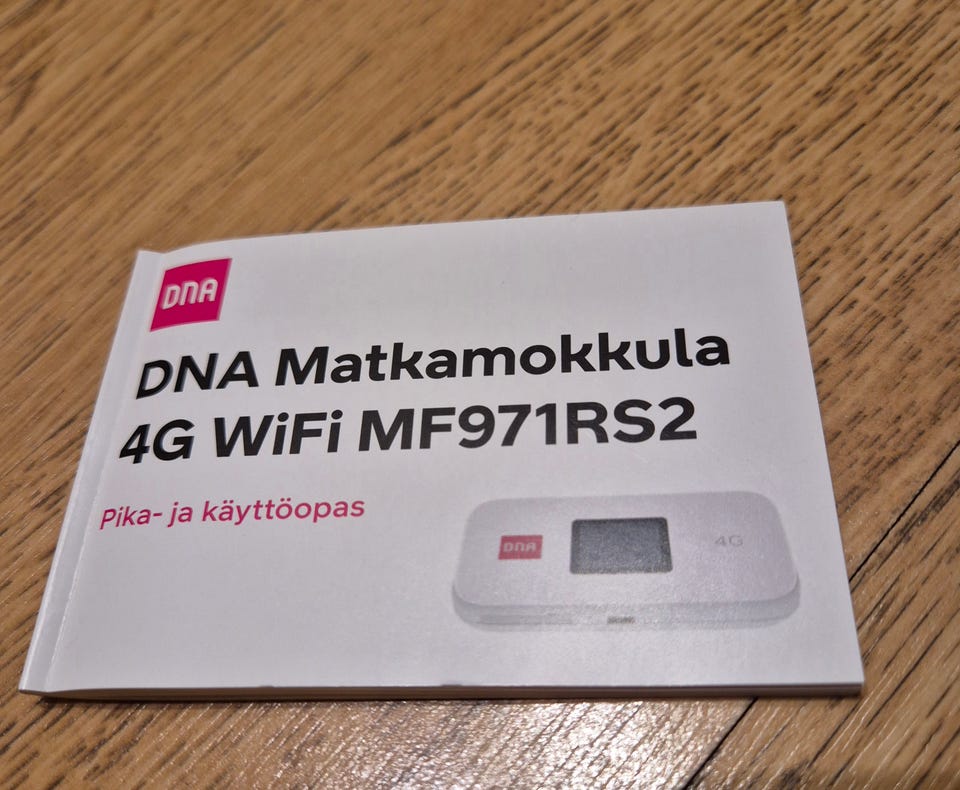 DNA
DNA Matkamokkula
4G WiFi MF971RS2
Pika- ja käyttöopas
DNA
4G